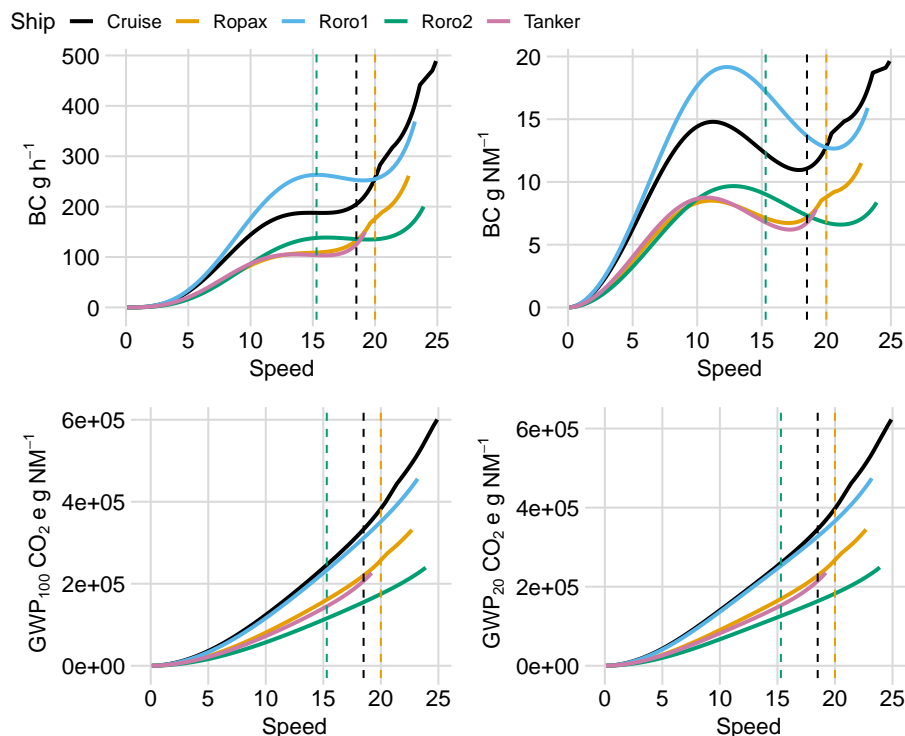 Ship Cruise Ropax Roro1 Roro2 Tanker
BC g h⁻¹
500
400
300
200
100
0
0 5 10 15 20 25
Speed
BC g NM⁻¹
20
15
10
5
0
0 5 10 15 20 25
Speed
GWP₁₀₀ CO₂ e g NM⁻¹
6e+05
4e+05
2e+05
0e+00
0 5 10 15 20 25
Speed
GWP₂₀ CO₂ e g NM⁻¹
6e+05
4e+05
2e+05
0e+00
0 5 10 15 20 25
Speed